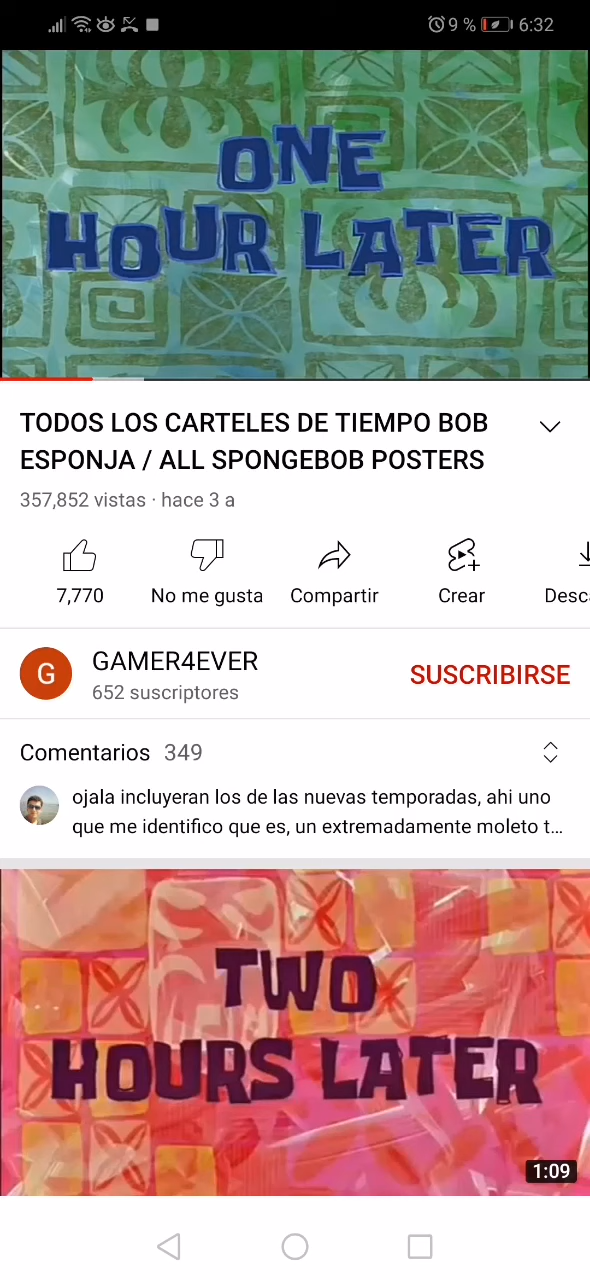 9 % 6:32
ONE
HOUR LATER
TODOS LOS CARTELES DE TIEMPO BOB
ESPONJA / ALL SPONGEBOB POSTERS
357,852 vistas · hace 3 a
7,770 No me gusta Compartir Crear Desc
G GAMER4EVER SUSCRIBIRSE
652 suscriptores
Comentarios 349
ojala incluyeran los de las nuevas temporadas, ahi uno
que me identifico que es, un extremadamente moleto t...
TWO
HOURS LATER
1:09